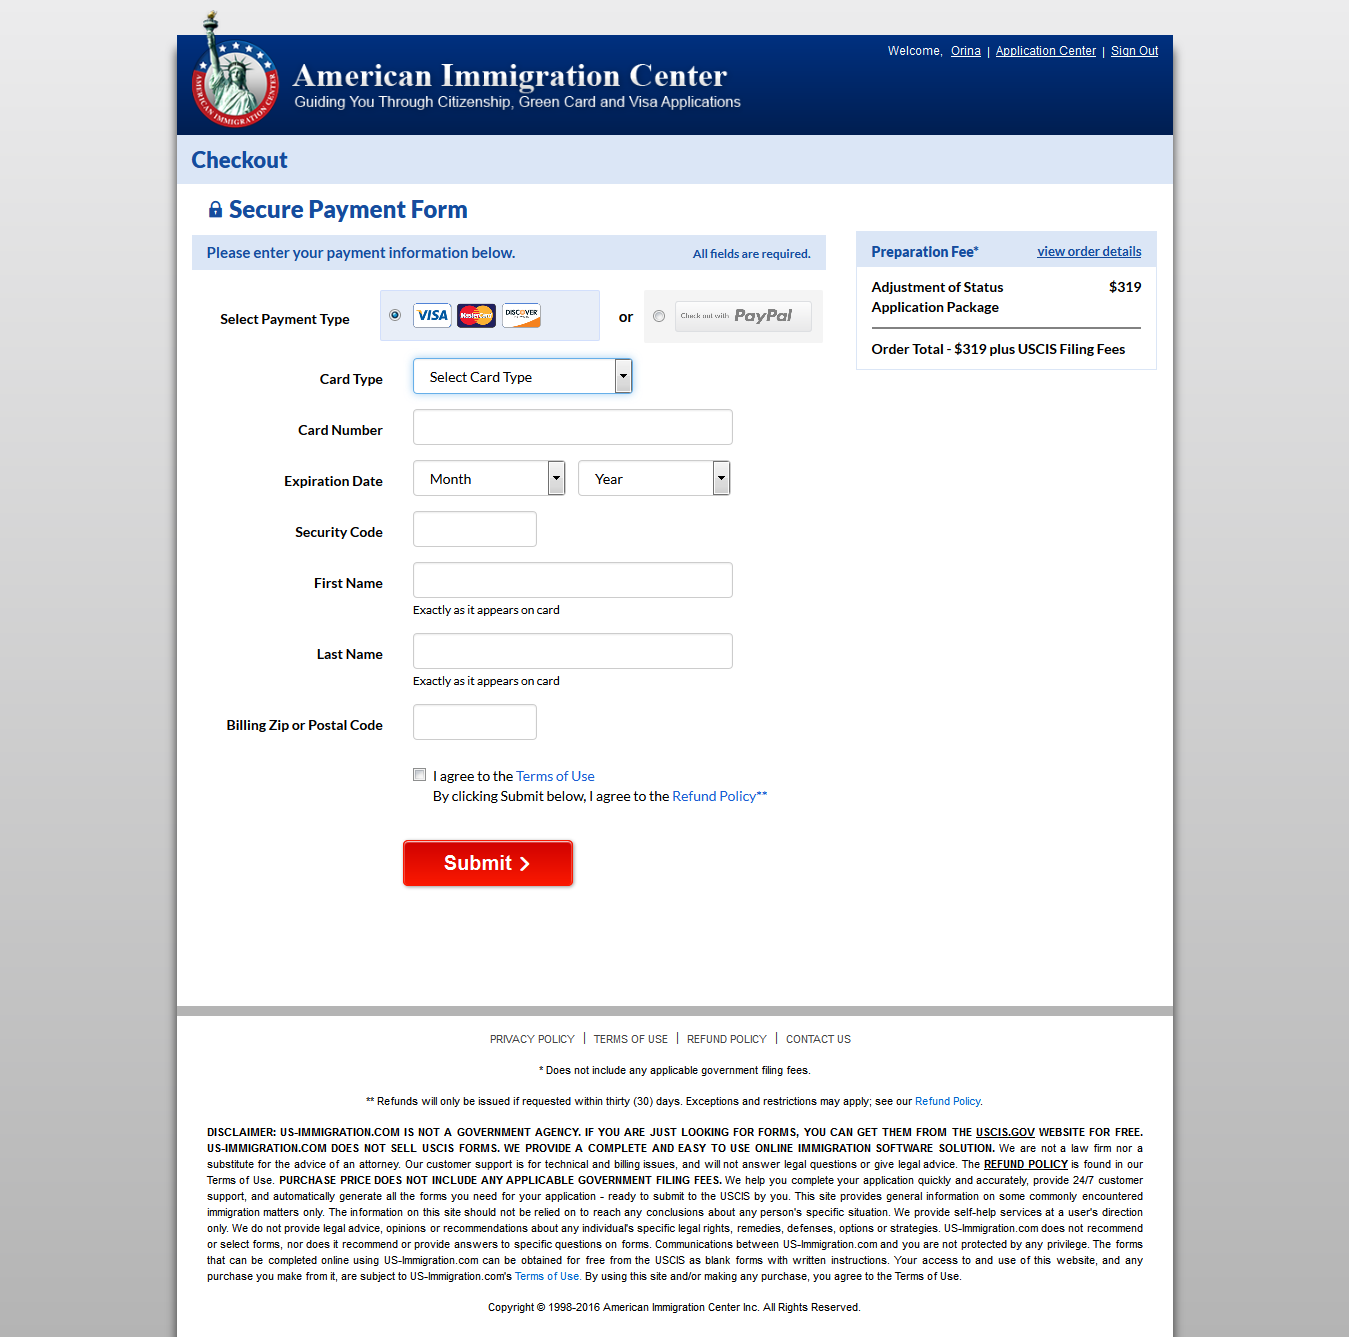 Welcome, Orina | Application Center | Sign Out
AMERICAN IMMIGRATION CENTER
American Immigration Center
Guiding You Through Citizenship, Green Card and Visa Applications
Checkout
Secure Payment Form
Please enter your payment information below. All fields are required.
Select Payment Type VISA MasterCard DISCOVER or Check out with PayPal
Card Type Select Card Type
Card Number
Expiration Date Month Year
Security Code
First Name
Exactly as it appears on card
Last Name
Exactly as it appears on card
Billing Zip or Postal Code
I agree to the Terms of Use
By clicking Submit below, I agree to the Refund Policy**
Submit
Preparation Fee* view order details
Adjustment of Status $319
Application Package
Order Total - $319 plus USCIS Filing Fees
PRIVACY POLICY | TERMS OF USE | REFUND POLICY | CONTACT US
* Does not include any applicable government filing fees.
** Refunds will only be issued if requested within thirty (30) days. Exceptions and restrictions may apply; see our Refund Policy.
DISCLAIMER: US-IMMIGRATION.COM IS NOT A GOVERNMENT AGENCY. IF YOU ARE JUST LOOKING FOR FORMS, YOU CAN GET THEM FROM THE USCIS.GOV WEBSITE FOR FREE.
US-IMMIGRATION.COM DOES NOT SELL USCIS FORMS. WE PROVIDE A COMPLETE AND EASY TO USE ONLINE IMMIGRATION SOFTWARE SOLUTION. We are not a law firm nor a
substitute for the advice of an attorney. Our customer support is for technical and billing issues, and will not answer legal questions or give legal advice. The REFUND POLICY is found in our
Terms of Use. PURCHASE PRICE DOES NOT INCLUDE ANY APPLICABLE GOVERNMENT FILING FEES. We help you complete your application quickly and accurately, provide 24/7 customer
support, and automatically generate all the forms you need for your application - ready to submit to the USCIS by you. This site provides general information on some commonly encountered
immigration matters only. The information on this site should not be relied on to reach any conclusions about any person's specific situation. We provide self-help services at a user's direction
only. We do not provide legal advice, opinions or recommendations about any individual's specific legal rights, remedies, defenses, options or strategies. US-Immigration.com does not recommend
or select forms, nor does it recommend or provide answers to specific questions on forms. Communications between US-Immigration.com and you are not protected by any privilege. The forms
that can be completed online using US-Immigration.com can be obtained for free from the USCIS as blank forms with written instructions. Your access to and use of this website, and any
purchase you make from it, are subject to US-Immigration.com's Terms of Use. By using this site and/or making any purchase, you agree to the Terms of Use.
Copyright © 1998-2016 American Immigration Center Inc. All Rights Reserved.